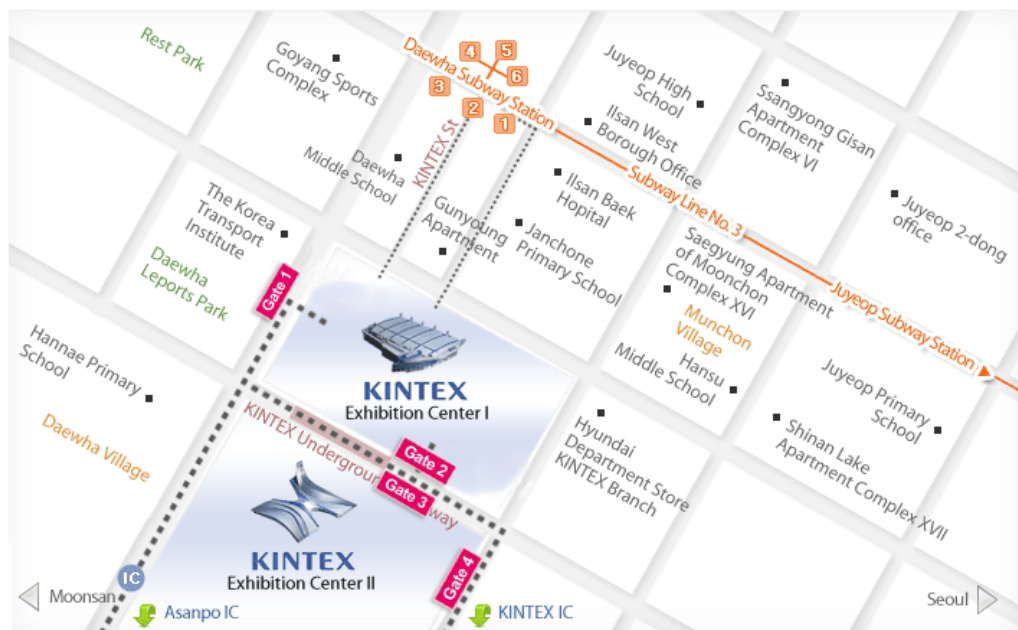 Rest Park
Goyang Sports
Complex
Daewha Subway Station
4
5
6
3
2
1
Juyeop High
School
Ilsan West
Borough Office
Ssangyong Gisan
Apartment
Complex VI
KINTEX St
Daewha
Middle School
Gunyoung
Apartment
Ilsan Baek
Hopital
Janchone
Primary School
Subway Line No. 3
Juyeop 2-dong
office
The Korea
Transport
Institute
Daewha
Leports Park
Gate 1
Saegyung Apartment
of Moonchon
Complex XVI
Munchon
Village
Juyeop Subway Station
Hannae Primary
School
Daewha Village
KINTEX
Exhibition Center I
Hansu
Middle School
Juyeop Primary
School
Shinan Lake
Apartment Complex XVII
Hyundai
Department Store
KINTEX Branch
KINTEX Underground
way
Gate 2
Gate 3
Gate 4
KINTEX
Exhibition Center II
IC
Moonsan
Asanpo IC
KINTEX IC
Seoul